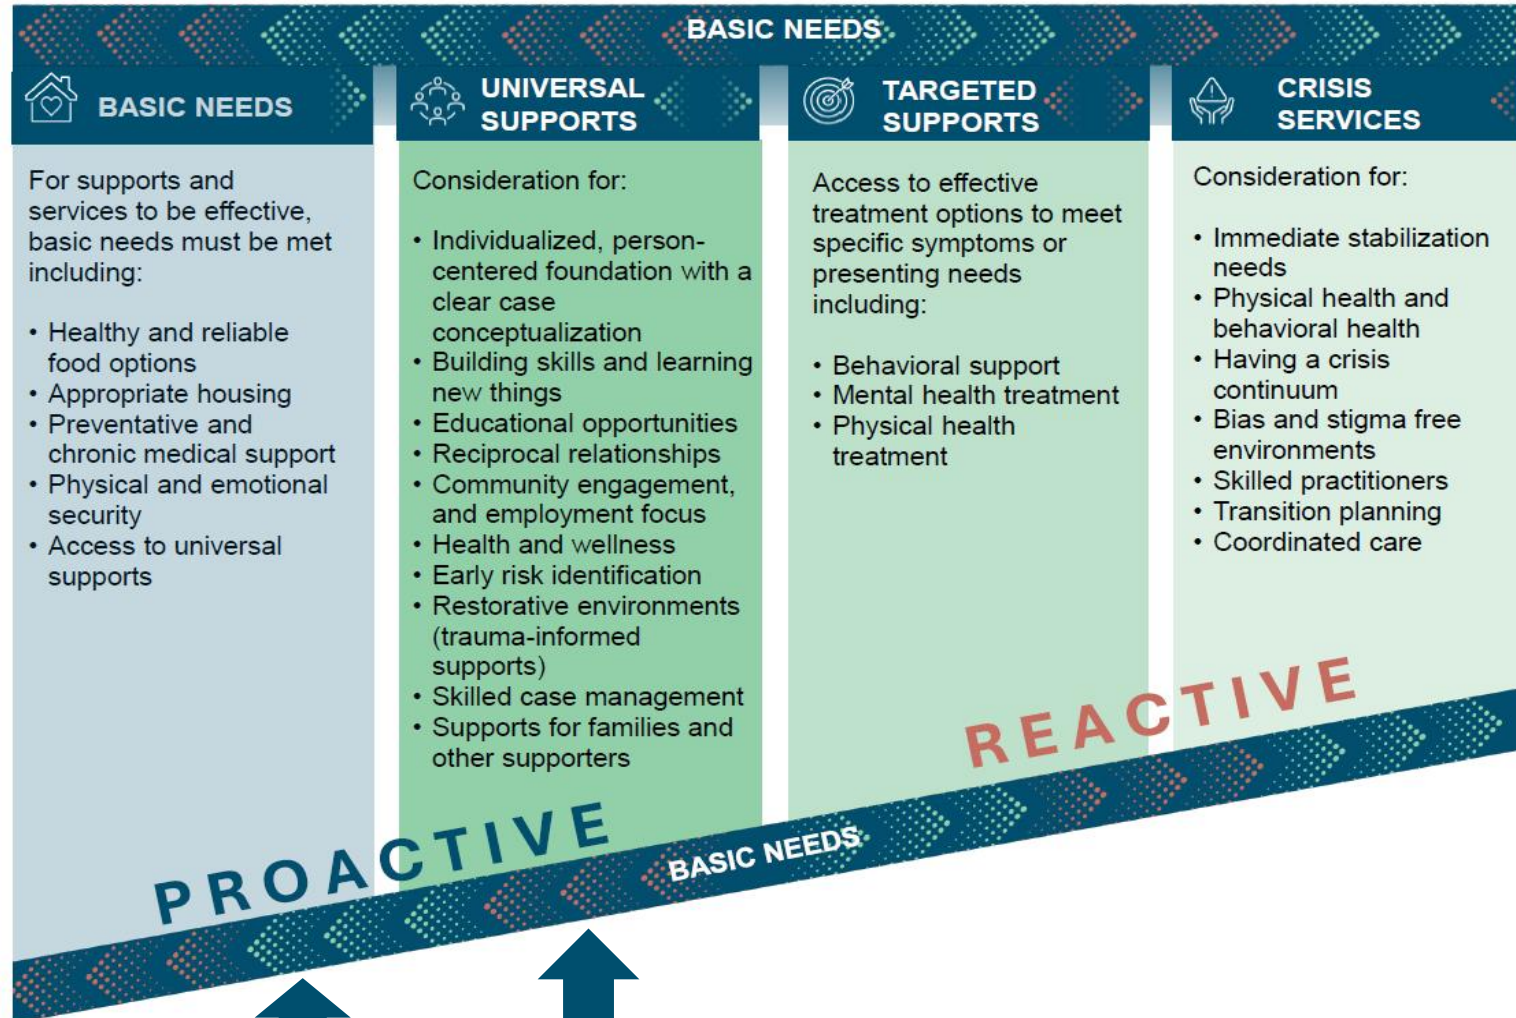 BASIC NEEDS
BASIC NEEDS
For supports and
services to be effective,
basic needs must be met
including:
• Healthy and reliable
food options
• Appropriate housing
• Preventative and
chronic medical support
• Physical and emotional
security
• Access to universal
supports
UNIVERSAL
SUPPORTS
Consideration for:
• Individualized, person-
centered foundation with a
clear case
conceptualization
• Building skills and learning
new things
• Educational opportunities
• Reciprocal relationships
• Community engagement,
and employment focus
• Health and wellness
• Early risk identification
• Restorative environments
(trauma-informed
supports)
• Skilled case management
• Supports for families and
other supporters
TARGETED
SUPPORTS
Access to effective
treatment options to meet
specific symptoms or
presenting needs
including:
• Behavioral support
• Mental health treatment
• Physical health
treatment
CRISIS
SERVICES
Consideration for:
• Immediate stabilization
needs
• Physical health and
behavioral health
• Having a crisis
continuum
• Bias and stigma free
environments
• Skilled practitioners
• Transition planning
• Coordinated care
PROACTIVE
REACTIVE
BASIC NEEDS